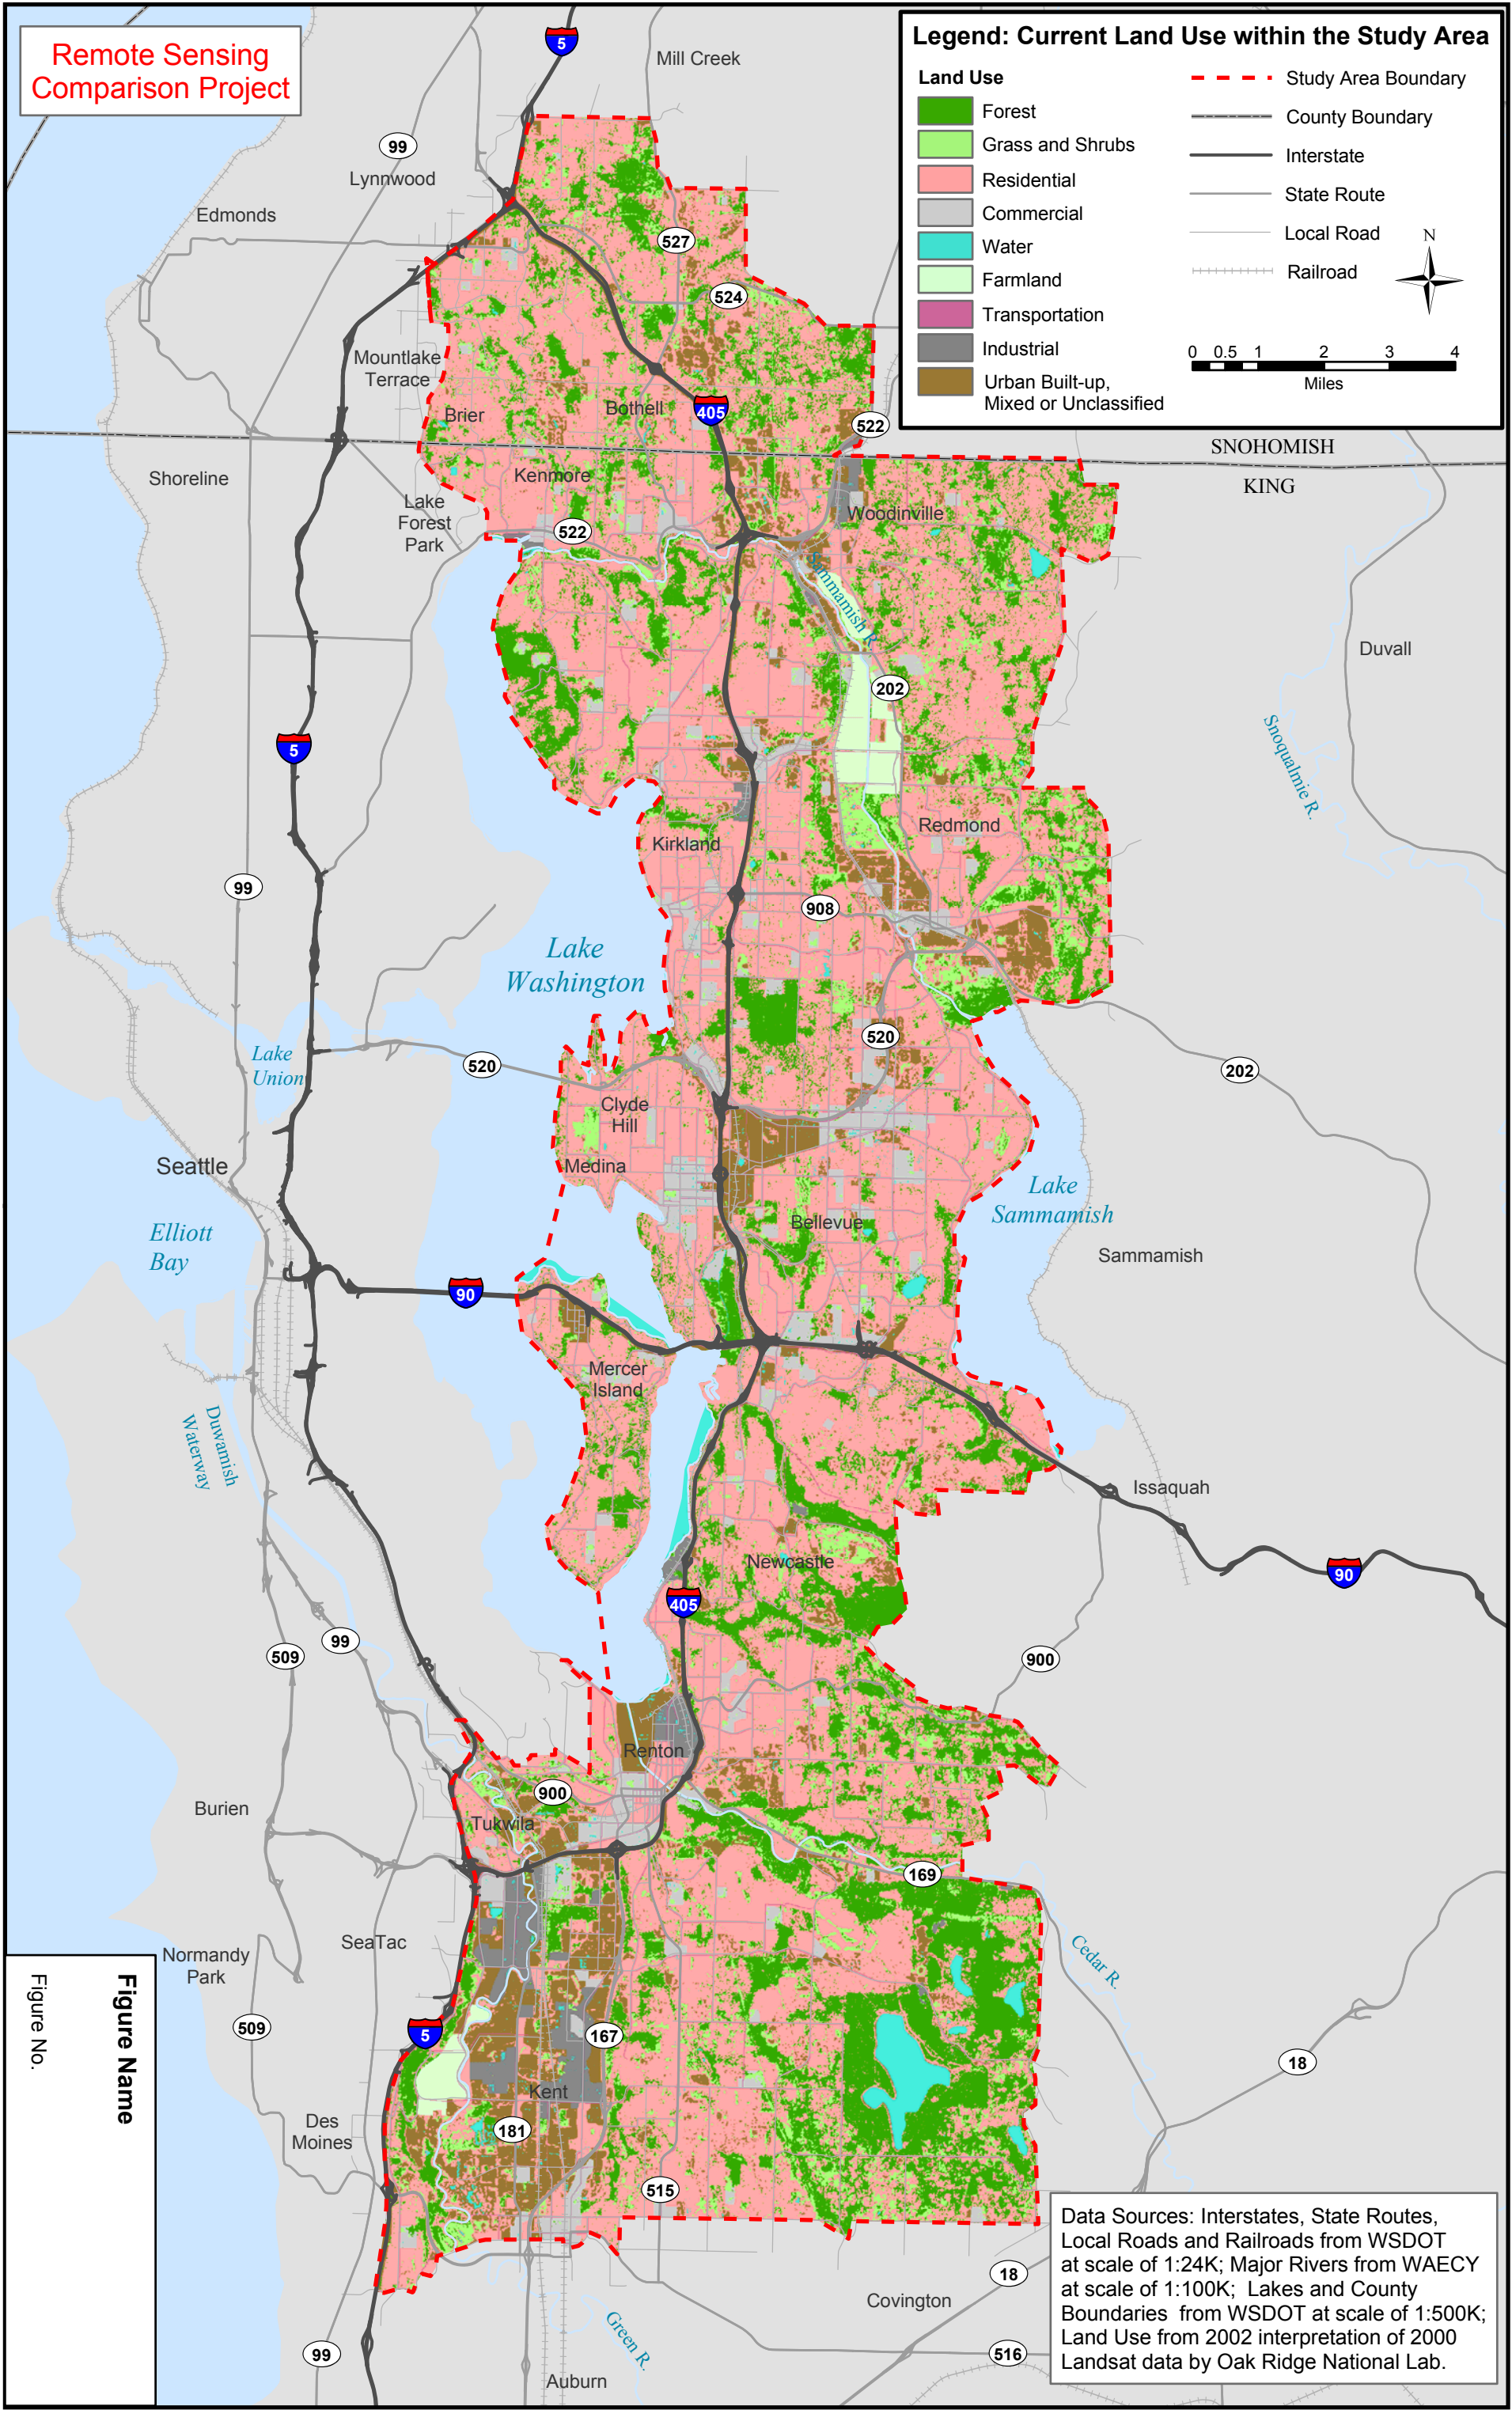 Remote Sensing
Comparison Project
Legend: Current Land Use within the Study Area
Land Use
Forest
Grass and Shrubs
Residential
Commercial
Water
Farmland
Transportation
Industrial
Urban Built-up,
Mixed or Unclassified
Study Area Boundary
County Boundary
Interstate
State Route
Local Road
Railroad
N
0 0.5 1 2 3 4
Miles
5
Mill Creek
99
Lynnwood
Edmonds
527
524
Mountlake
Terrace
Brier
Bothell
405
522
SNOHOMISH
KING
Shoreline
Kenmore
Lake
Forest
Park
522
Woodinville
Sammamish R.
Duvall
202
Snoqualmie R.
5
Redmond
Kirkland
99
908
Lake
Washington
520
Lake
Union
520
202
Clyde
Hill
Medina
Seattle
Lake
Sammamish
Elliott
Bay
Bellevue
Sammamish
90
Mercer
Island
Duwamish
Waterway
Issaquah
Newcastle
90
405
99
509
900
Renton
900
Burien
Tukwila
169
SeaTac
Normandy
Park
Cedar R.
509
5
167
18
Kent
Des
Moines
181
515
Figure Name
Figure No.
18
Covington
Green R.
99
516
Auburn
Data Sources: Interstates, State Routes,
Local Roads and Railroads from WSDOT
at scale of 1:24K; Major Rivers from WAECY
at scale of 1:100K; Lakes and County
Boundaries from WSDOT at scale of 1:500K;
Land Use from 2002 interpretation of 2000
Landsat data by Oak Ridge National Lab.